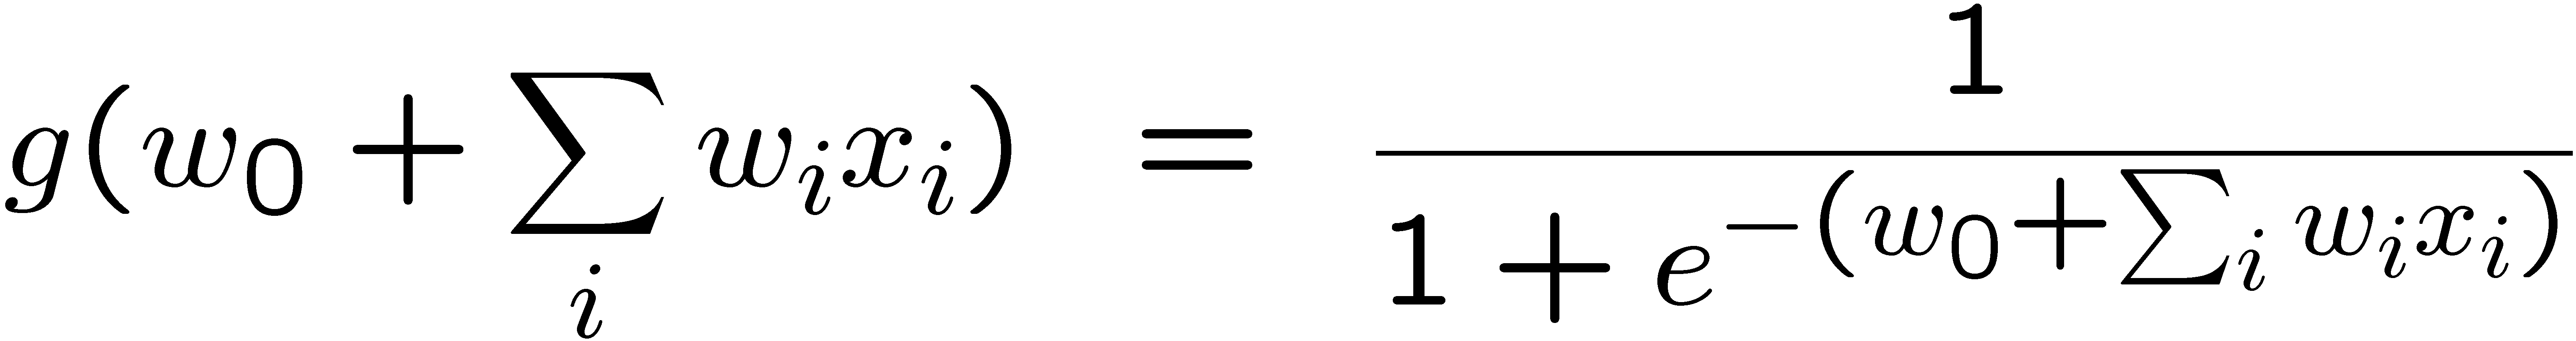 g(w_0 + \sum_i w_i x_i) = \frac{1}{1 + e^{-(w_0 + \sum_i w_i x_i)}}